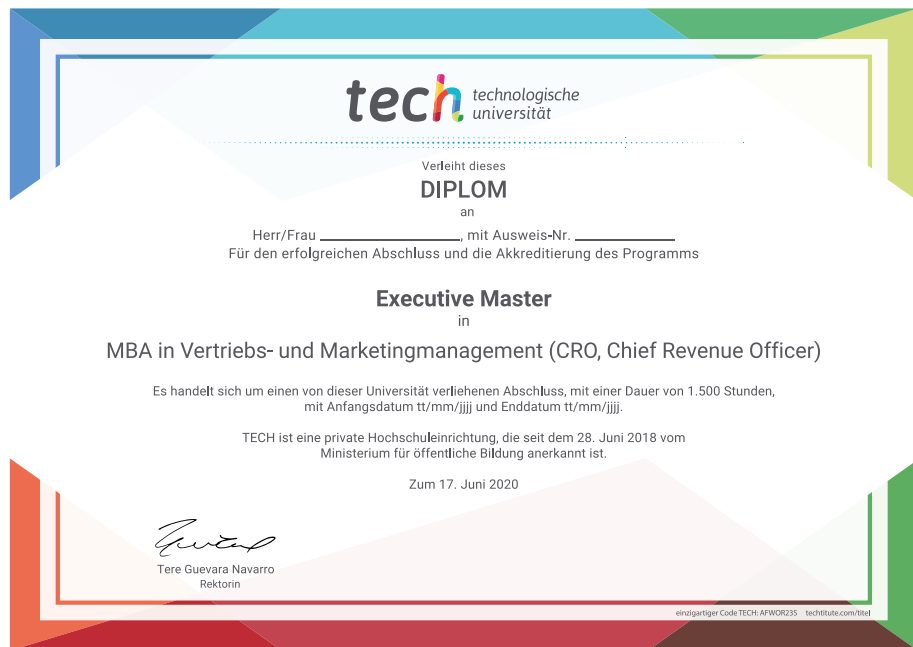 tech technologische
universität
Verleiht dieses
DIPLOM
an
Herr/Frau ____________________, mit Ausweis-Nr. ______________
Für den erfolgreichen Abschluss und die Akkreditierung des Programms
Executive Master
in
MBA in Vertriebs- und Marketingmanagement (CRO, Chief Revenue Officer)
Es handelt sich um einen von dieser Universität verliehenen Abschluss, mit einer Dauer von 1.500 Stunden,
mit Anfangsdatum tt/mm/jjjj und Enddatum tt/mm/jjjj.
TECH ist eine private Hochschuleinrichtung, die seit dem 28. Juni 2018 vom
Ministerium für öffentliche Bildung anerkannt ist.
Zum 17. Juni 2020
Tere Guevara Navarro
Rektorin
einzigartiger Code TECH: AFWOR23S techtitute.com/titel